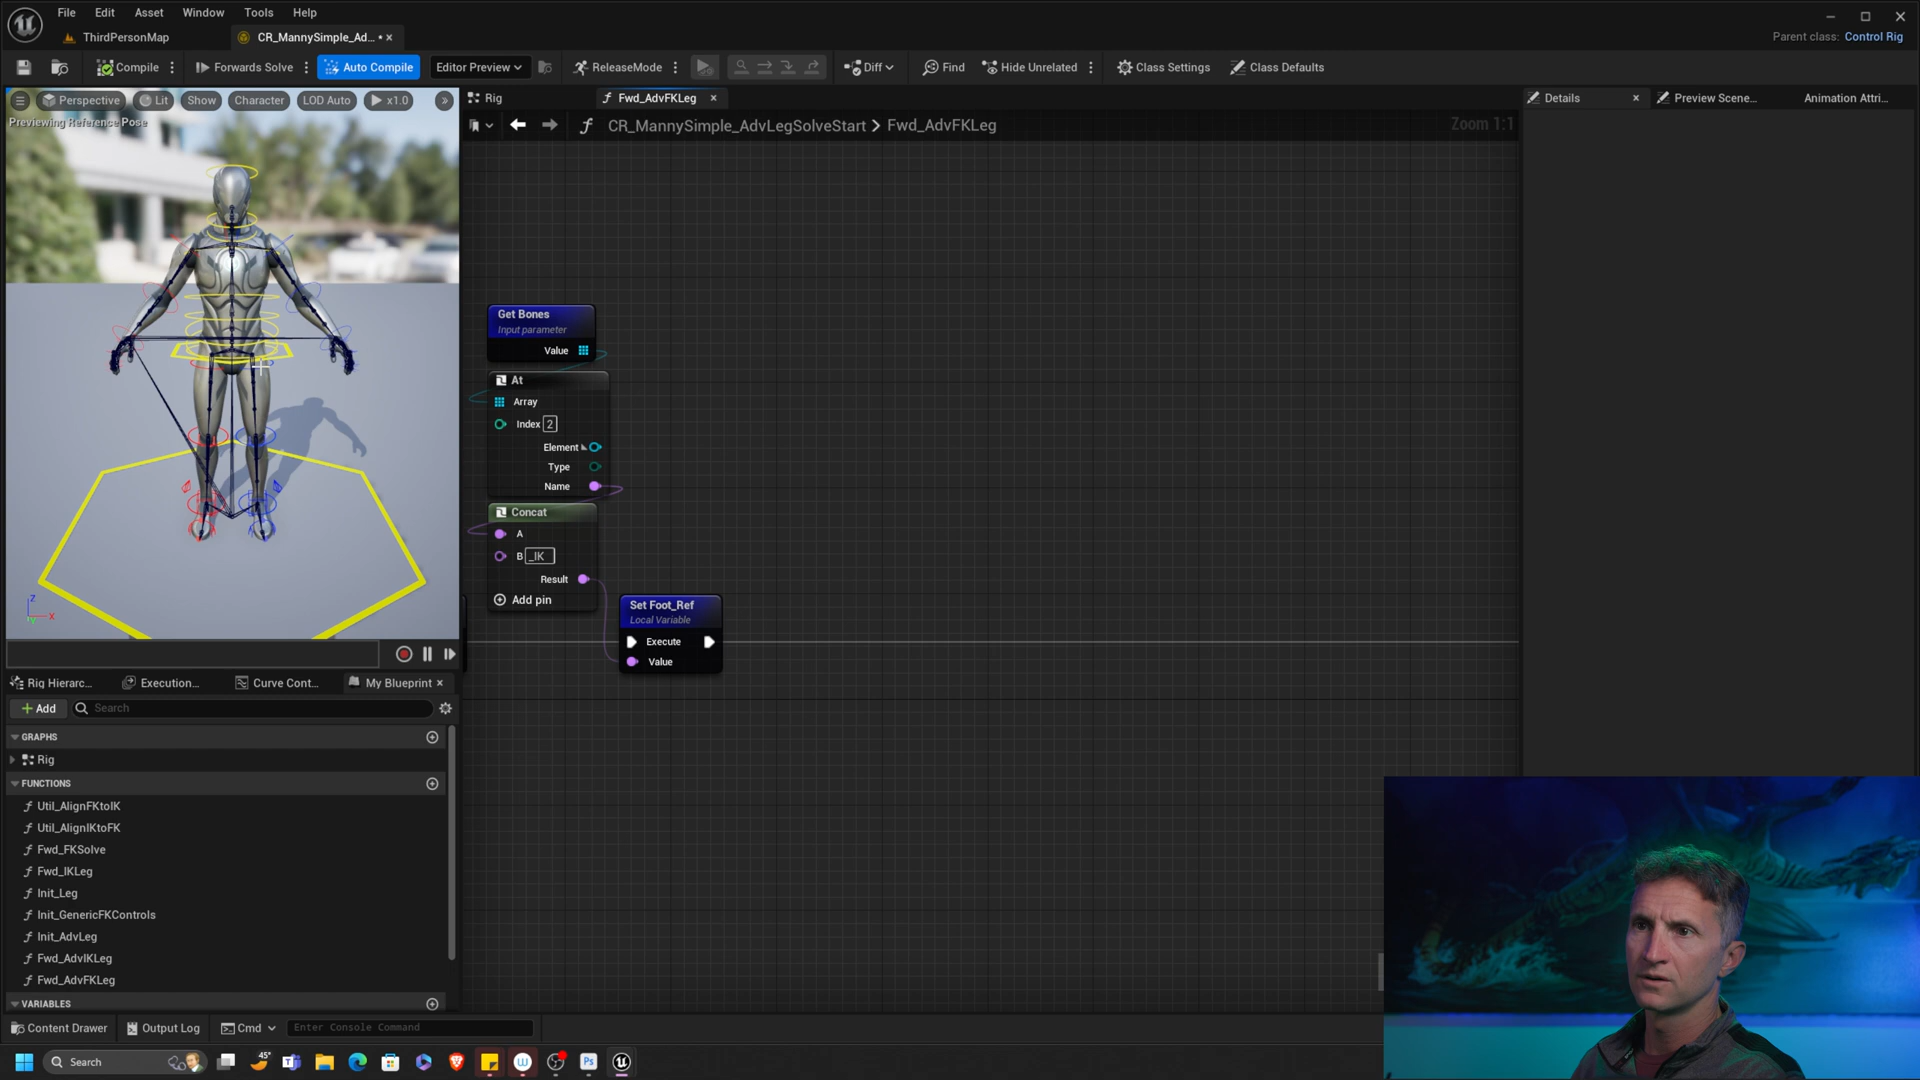 File Edit Asset Window Tools Help
ThirdPersonMap
CR_MannySimple_Ad... •
Parent class: Control Rig
Compile
Forwards Solve
Auto Compile
Editor Preview
ReleaseMode
Diff
Find
Hide Unrelated
Class Settings
Class Defaults
Perspective
Lit
Show
Character
LOD Auto
x1.0
Previewing Reference Pose
Rig
Fwd_AdvFKLeg
Details
Preview Scene...
Animation Attri...
CR_MannySimple_AdvLegSolveStart > Fwd_AdvFKLeg
Zoom 1:1
Get Bones
Input parameter
Value
At
Array
Index 2
Element
Type
Name
Concat
A
B _IK
Result
Add pin
Set Foot_Ref
Local Variable
Execute
Value
Z
X
Y
Rig Hierarc...
Execution...
Curve Cont...
My Blueprint
+ Add
Search
GRAPHS
Rig
FUNCTIONS
Util_AlignFKtoIK
Util_AlignIKtoFK
Fwd_FKSolve
Fwd_IKLeg
Init_Leg
Init_GenericFKControls
Init_AdvLeg
Fwd_AdvIKLeg
Fwd_AdvFKLeg
VARIABLES
Content Drawer
Output Log
Cmd
Enter Console Command
Search
45°